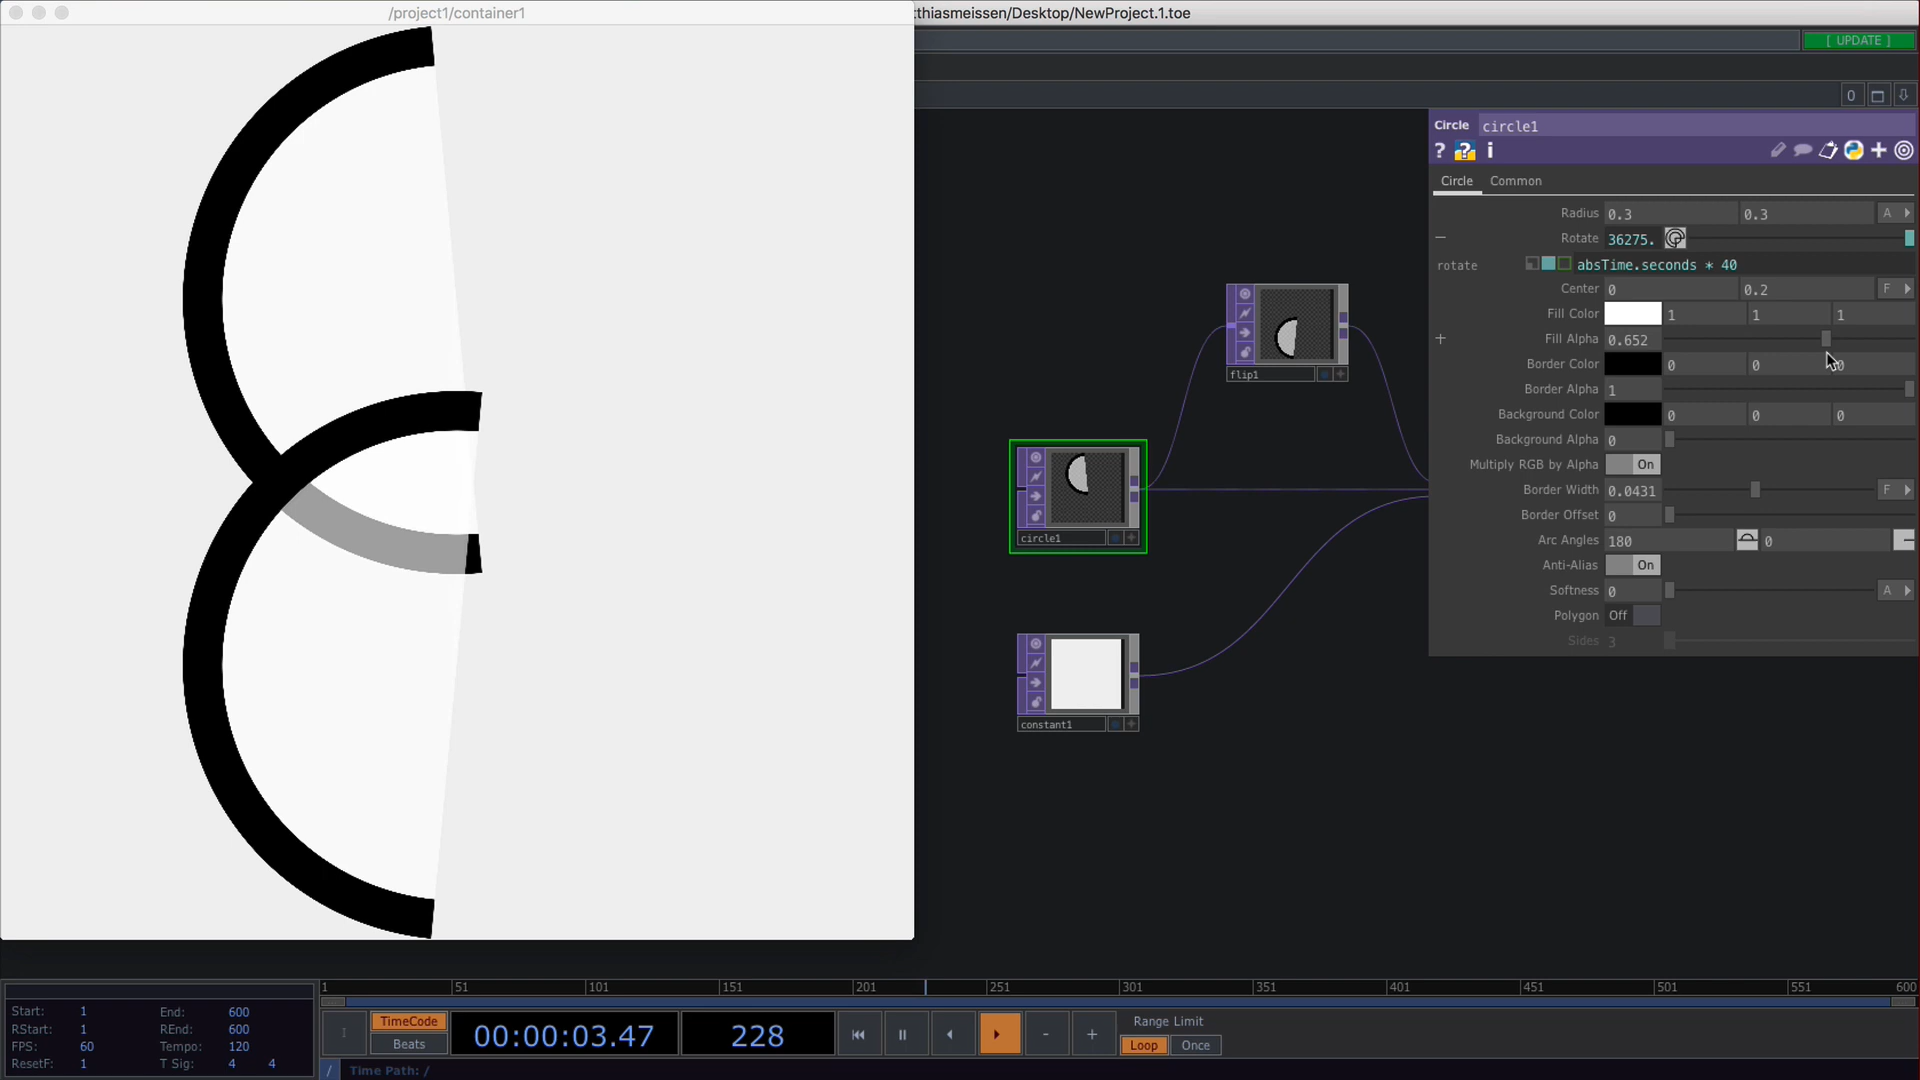 /project1/container1
tthiasmeissen/Desktop/NewProject.1.toe
[ UPDATE ]
0
Circle circle1
? ? i
Circle Common
Radius 0.3 0.3 A
Rotate 36275.
rotate absTime.seconds * 40
Center 0 0.2 F
Fill Color 1 1 1
Fill Alpha 0.652
Border Color 0 0 0
Border Alpha 1
Background Color 0 0 0
Background Alpha 0
Multiply RGB by Alpha On
Border Width 0.0431 F
Border Offset 0
Arc Angles 180 0
Anti-Alias On
Softness 0 A
Polygon Off
Sides 3
flip1
circle1
constant1
1 51 101 151 201 251 301 351 401 451 501 551 600
Start: 1 End: 600
RStart: 1 REnd: 600
FPS: 60 Tempo: 120
ResetF: 1 T Sig: 4 4
TimeCode
Beats
00:00:03.47
228
- +
Range Limit
Loop Once
/ Time Path: /